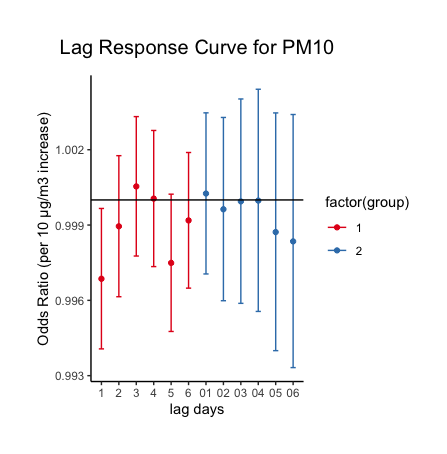 Lag Response Curve for PM10
Odds Ratio (per 10 μg/m3 increase)
1.002
0.999
0.996
0.993
1 2 3 4 5 6 01 02 03 04 05 06
lag days
factor(group)
1
2